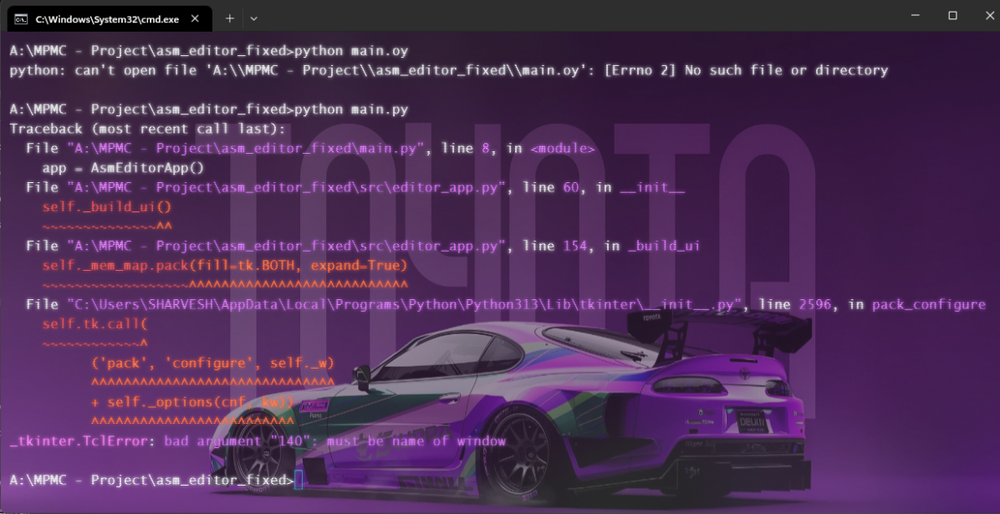 C:\Windows\System32\cmd.exe
A:\MPMC - Project\asm_editor_fixed>python main.oy
python: can't open file 'A:\\MPMC - Project\\asm_editor_fixed\\main.oy': [Errno 2] No such file or directory
A:\MPMC - Project\asm_editor_fixed>python main.py
Traceback (most recent call last):
  File "A:\MPMC - Project\asm_editor_fixed\main.py", line 8, in <module>
    app = AsmEditorApp()
  File "A:\MPMC - Project\asm_editor_fixed\src\editor_app.py", line 60, in __init__
    self._build_ui()
    ~~~~~~~~~~~~~~^^
  File "A:\MPMC - Project\asm_editor_fixed\src\editor_app.py", line 154, in _build_ui
    self._mem_map.pack(fill=tk.BOTH, expand=True)
    ~~~~~~~~~~~~~~~~~~^^^^^^^^^^^^^^^^^^^^^^^^^^^
  File "C:\Users\SHARVESH\AppData\Local\Programs\Python\Python313\Lib\tkinter\__init__.py", line 2596, in pack_configure
    self.tk.call(
    ~~~~~~~~~~~~^
          ('pack', 'configure', self._w)
          ^^^^^^^^^^^^^^^^^^^^^^^^^^^^^^
          + self._options(cnf, kw))
          ^^^^^^^^^^^^^^^^^^^^^^^^^
_tkinter.TclError: bad argument "140": must be name of window
A:\MPMC - Project\asm_editor_fixed>
TOYOTA
TOYOTA